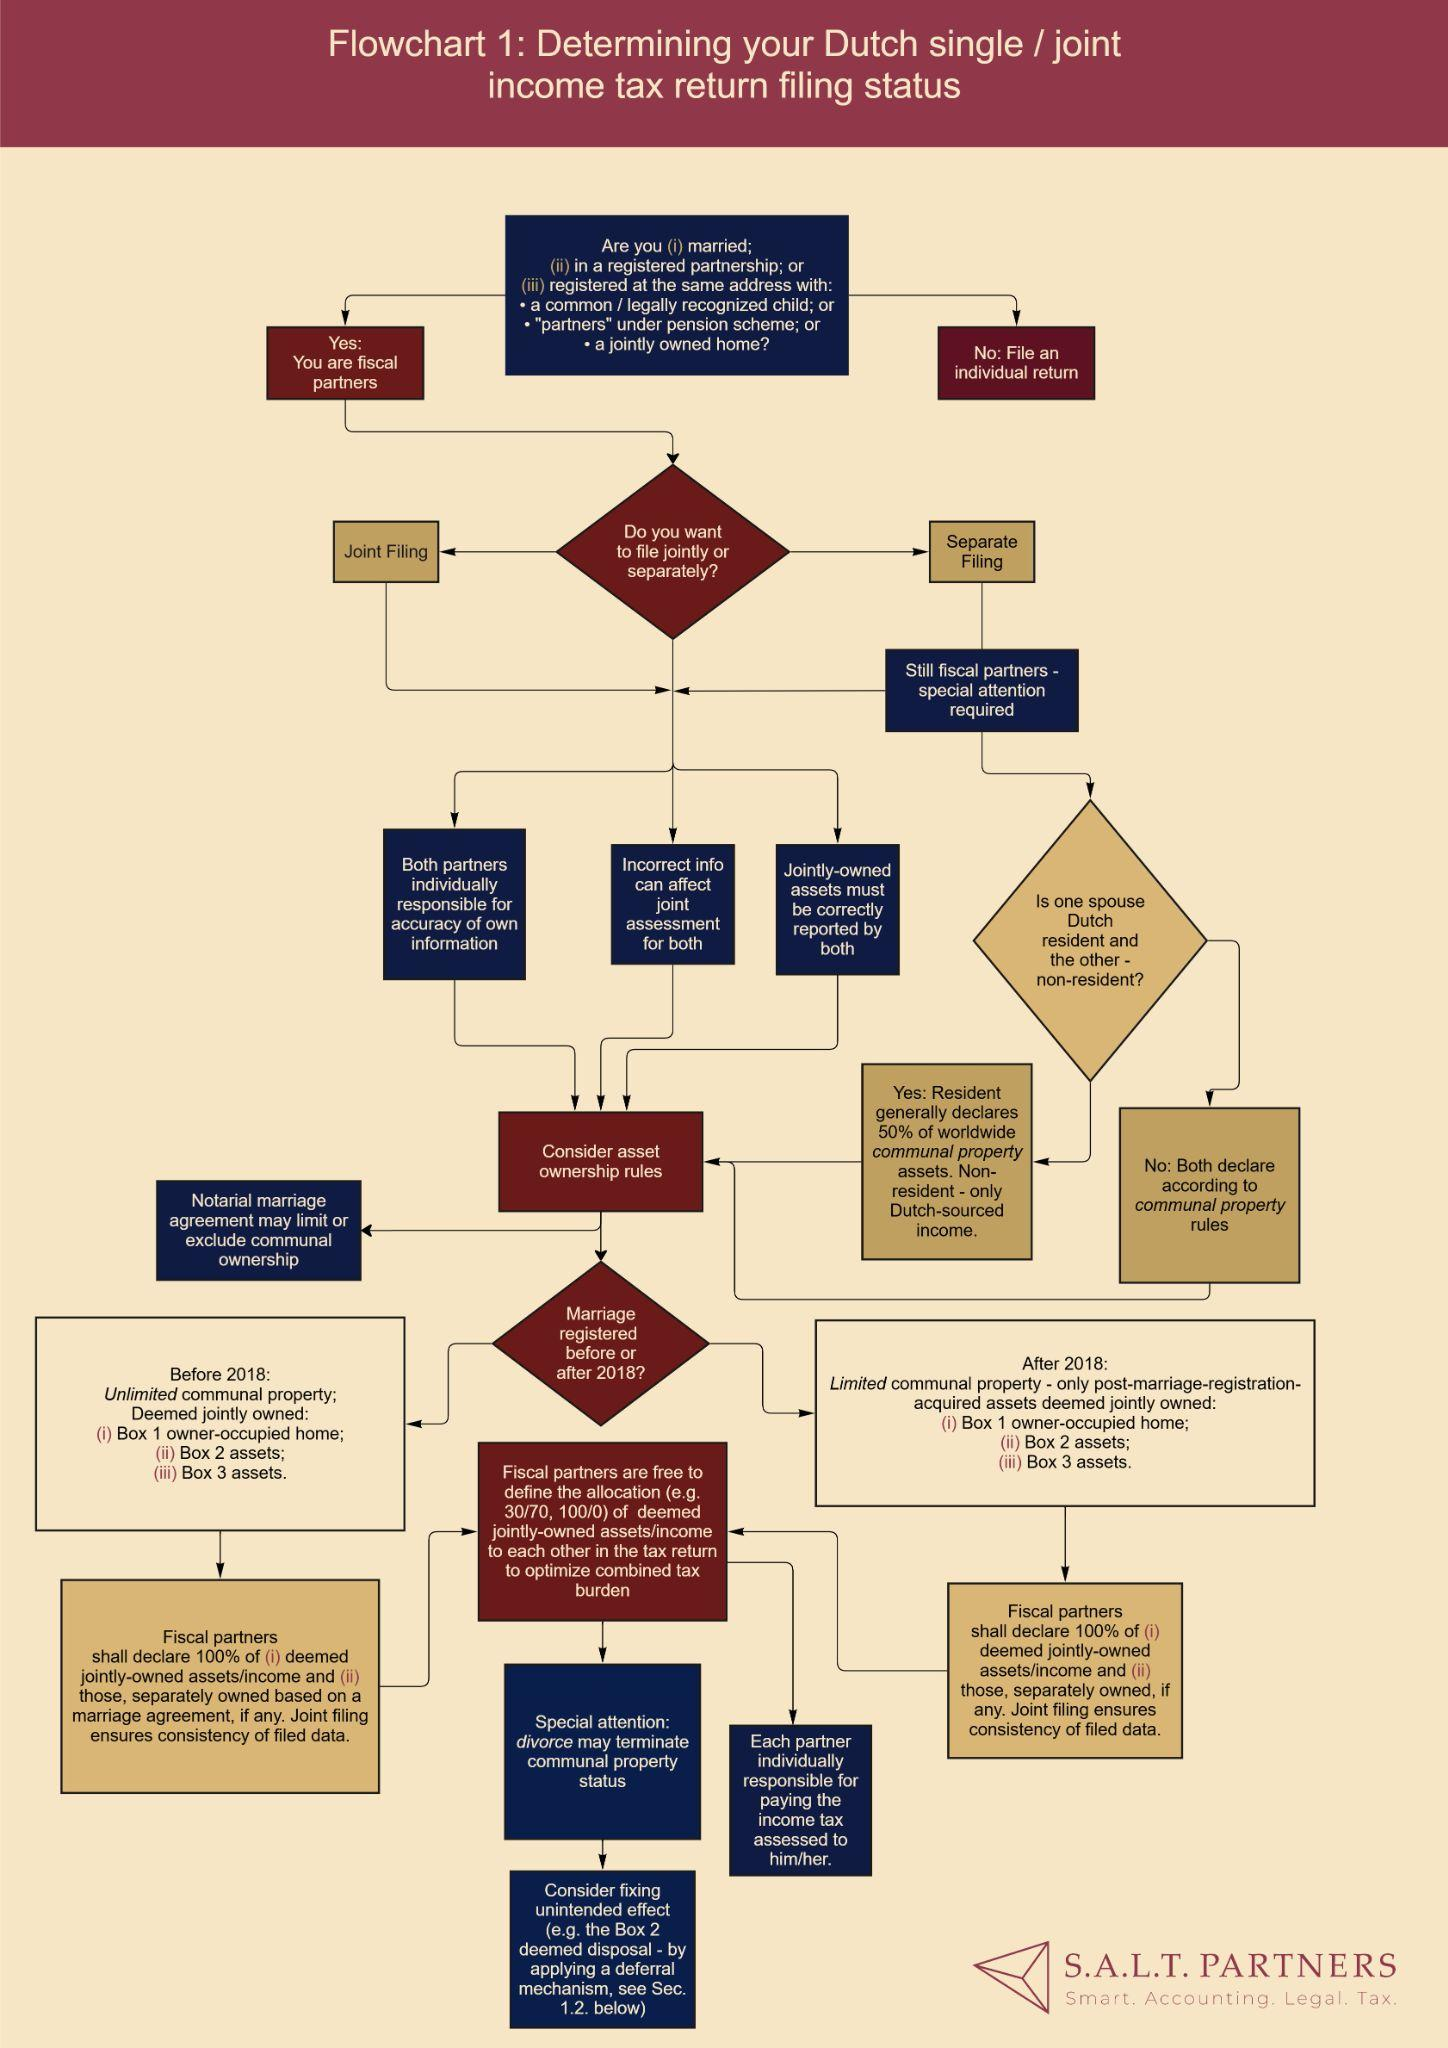 Flowchart 1: Determining your Dutch single / joint
income tax return filing status
Are you (i) married;
(ii) in a registered partnership; or
(iii) registered at the same address with:
• a common / legally recognized child; or
• "partners" under pension scheme; or
• a jointly owned home?
Yes:
You are fiscal
partners
No: File an
individual return
Do you want
to file jointly or
separately?
Joint Filing
Separate
Filing
Still fiscal partners -
special attention
required
Both partners
individually
responsible for
accuracy of own
information
Incorrect info
can affect
joint
assessment
for both
Jointly-owned
assets must
be correctly
reported by
both
Is one spouse
Dutch
resident and
the other -
non-resident?
Yes: Resident
generally declares
50% of worldwide
communal property
assets. Non-
resident - only
Dutch-sourced
income.
No: Both declare
according to
communal property
rules
Consider asset
ownership rules
Notarial marriage
agreement may limit or
exclude communal
ownership
Marriage
registered
before or
after 2018?
Before 2018:
Unlimited communal property;
Deemed jointly owned:
(i) Box 1 owner-occupied home;
(ii) Box 2 assets;
(iii) Box 3 assets.
After 2018:
Limited communal property - only post-marriage-registration-
acquired assets deemed jointly owned:
(i) Box 1 owner-occupied home;
(ii) Box 2 assets;
(iii) Box 3 assets.
Fiscal partners are free to
define the allocation (e.g.
30/70, 100/0) of deemed
jointly-owned assets/income
to each other in the tax return
to optimize combined tax
burden
Fiscal partners
shall declare 100% of (i) deemed
jointly-owned assets/income and (ii)
those, separately owned based on a
marriage agreement, if any. Joint filing
ensures consistency of filed data.
Fiscal partners
shall declare 100% of (i)
deemed jointly-owned
assets/income and (ii)
those, separately owned, if
any. Joint filing ensures
consistency of filed data.
Special attention:
divorce may terminate
communal property
status
Each partner
individually
responsible for
paying the
income tax
assessed to
him/her.
Consider fixing
unintended effect
(e.g. the Box 2
deemed disposal - by
applying a deferral
mechanism, see Sec.
1.2. below)
S.A.L.T. PARTNERS
Smart. Accounting. Legal. Tax.